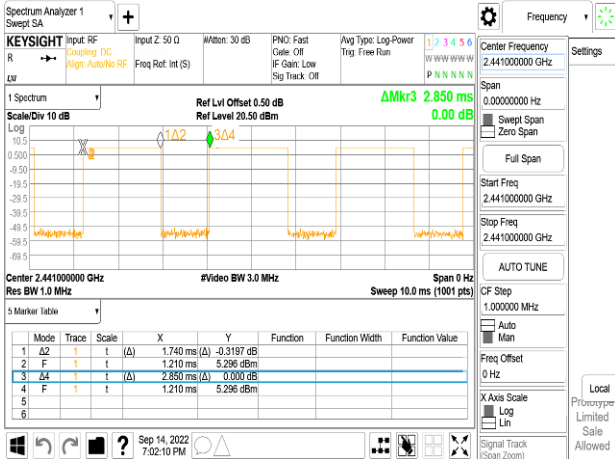 Spectrum Analyzer 1
Swept SA
+
Frequency
KEYSIGHT
R
Input: RF
Coupling: DC
Align: Auto/No RF
Input Z: 50 Ω
Freq Ref: Int (S)
#Atten: 30 dB
PNO: Fast
Gate: Off
IF Gain: Low
Sig Track: Off
Avg Type: Log-Power
Trig: Free Run
1 2 3 4 5 6
W W W W W W
P N N N N N
1 Spectrum
Scale/Div 10 dB
Log
Ref Lvl Offset 0.50 dB
Ref Level 20.50 dBm
ΔMkr3 2.850 ms
0.00 dB
1Δ2
3Δ4
10.5
0.500
-9.50
-19.5
-29.5
-39.5
-49.5
-59.5
-69.5
Center 2.441000000 GHz
Res BW 1.0 MHz
#Video BW 3.0 MHz
Span 0 Hz
Sweep 10.0 ms (1001 pts)
5 Marker Table
Mode Trace Scale X Y Function Function Width Function Value
1 Δ2 1 t (Δ) 1.740 ms (Δ) -0.3197 dB
2 F 1 t 1.210 ms 5.296 dBm
3 Δ4 1 t (Δ) 2.850 ms (Δ) 0.000 dB
4 F 1 t 1.210 ms 5.296 dBm
5
6
?
Sep 14, 2022
7:02:10 PM
Center Frequency
2.441000000 GHz
Settings
Span
0.00000000 Hz
Swept Span
Zero Span
Full Span
Start Freq
2.441000000 GHz
Stop Freq
2.441000000 GHz
AUTO TUNE
CF Step
1.000000 MHz
Auto
Man
Freq Offset
0 Hz
X Axis Scale
Log
Lin
Signal Track
(Span Zoom)
Local
Prototype
Limited
Sale
Allowed